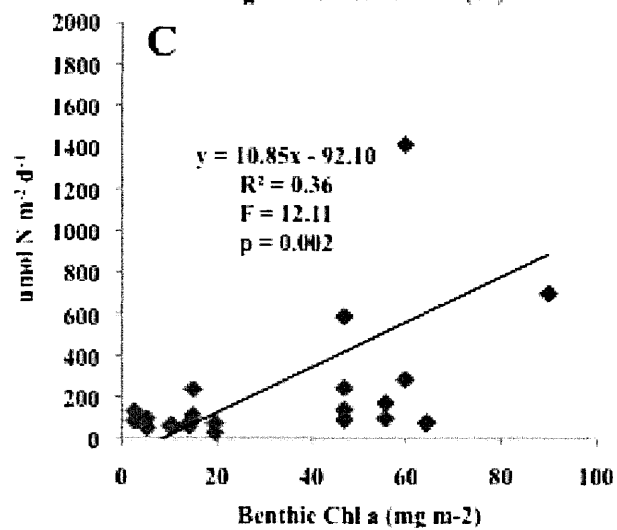 C
2000
1800
1600
1400
1200
1000
800
600
400
200
0
umol N m-2 d-1
y = 10.85x - 92.10
R² = 0.36
F = 12.11
p = 0.002
0 20 40 60 80 100
Benthic Chl a (mg m-2)